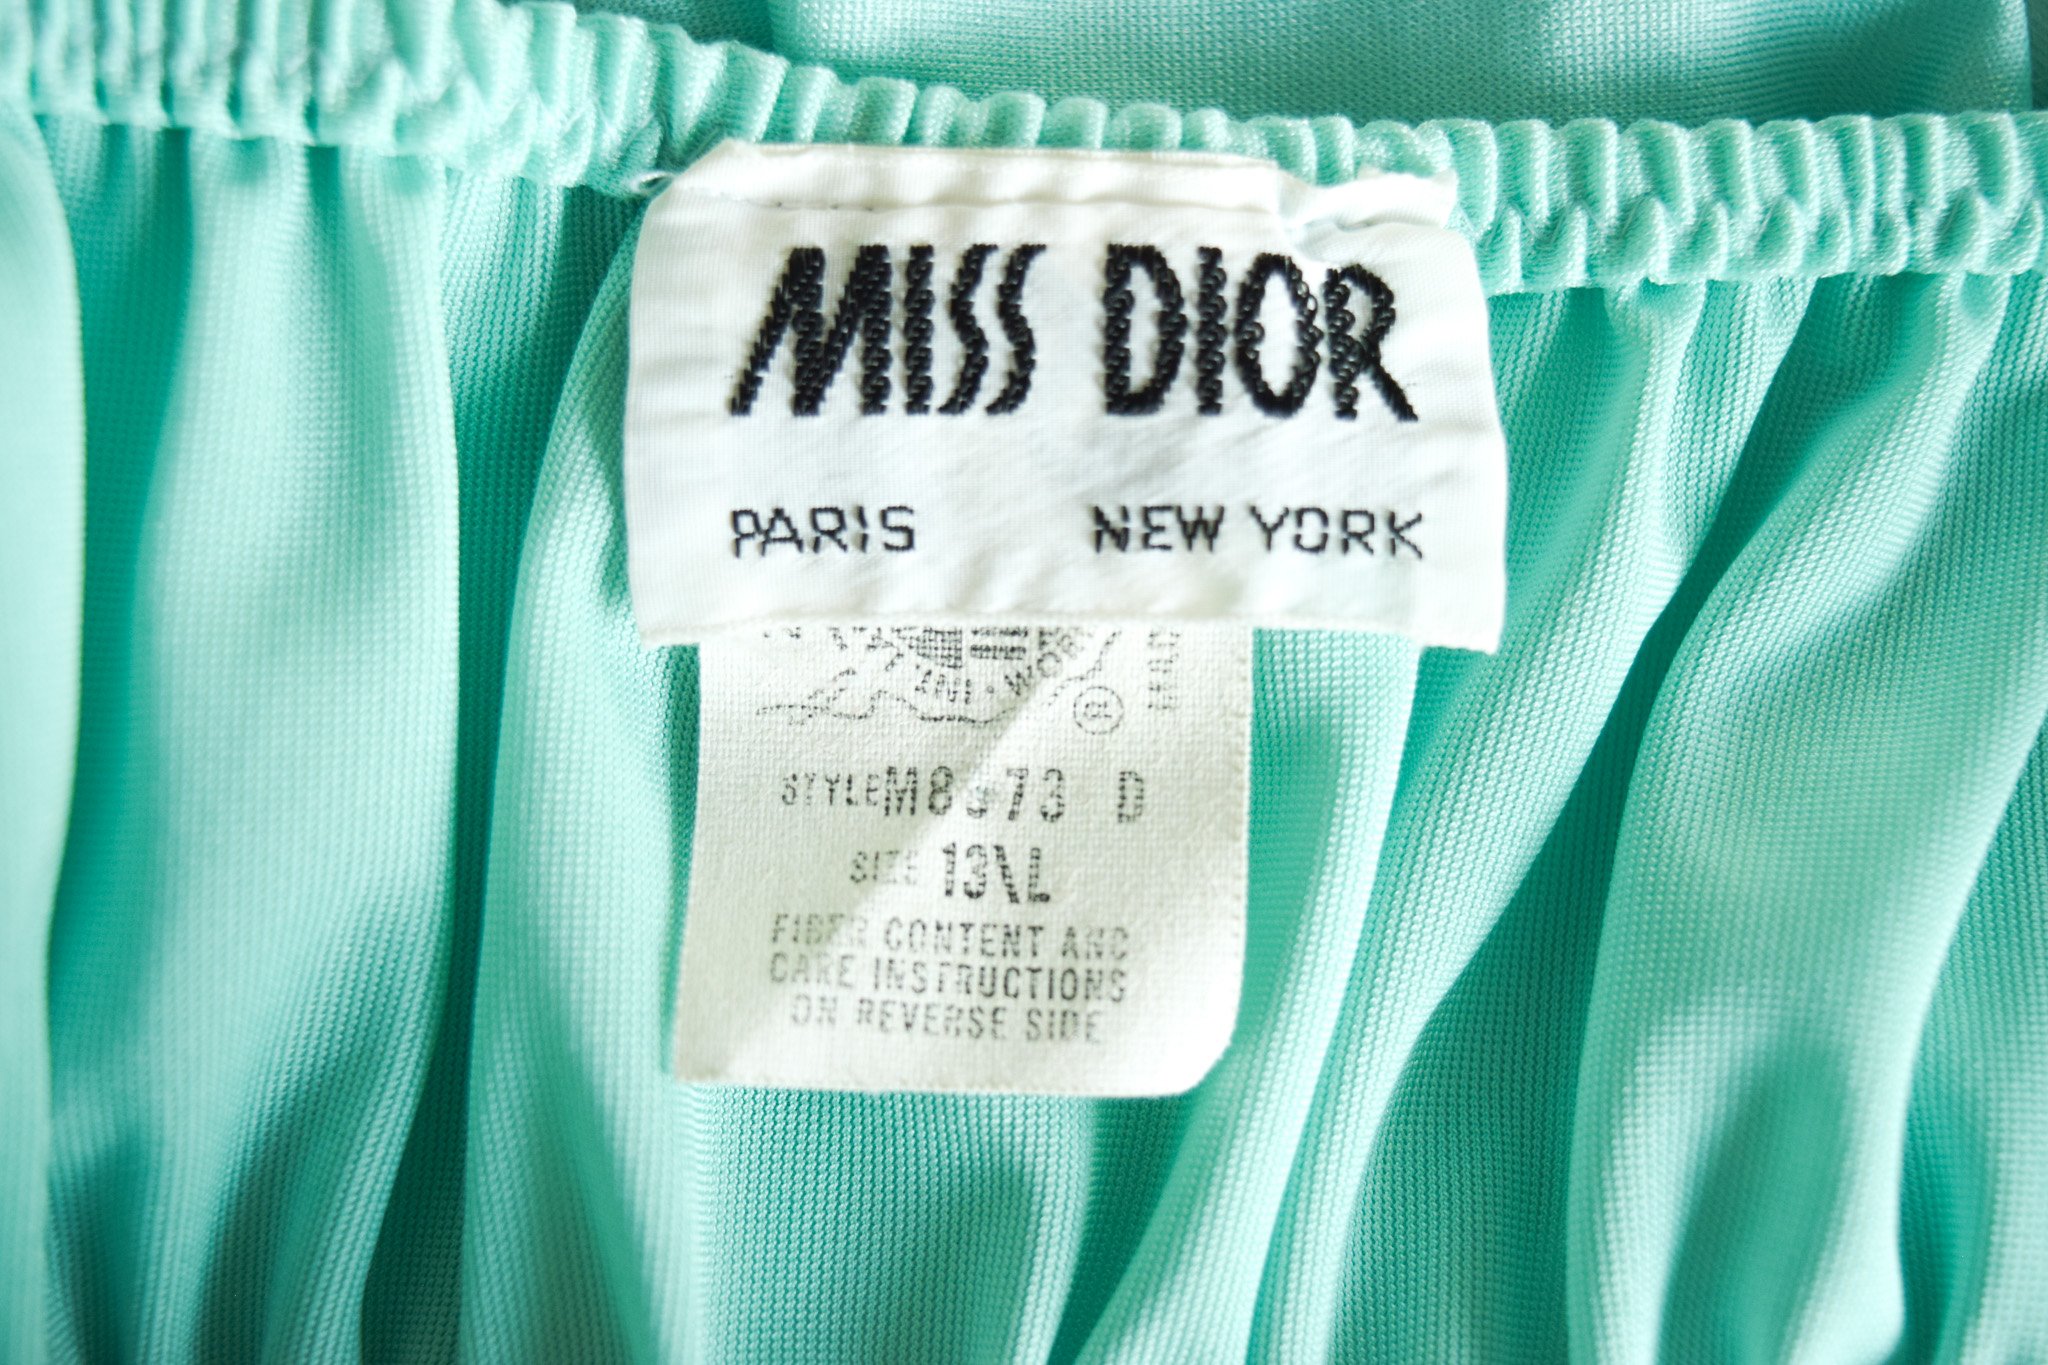 MISS DIOR
PARIS NEW YORK
®
STYLE D
SIZE 13\L
FIBER CONTENT AND
CARE INSTRUCTIONS
ON REVERSE SIDE